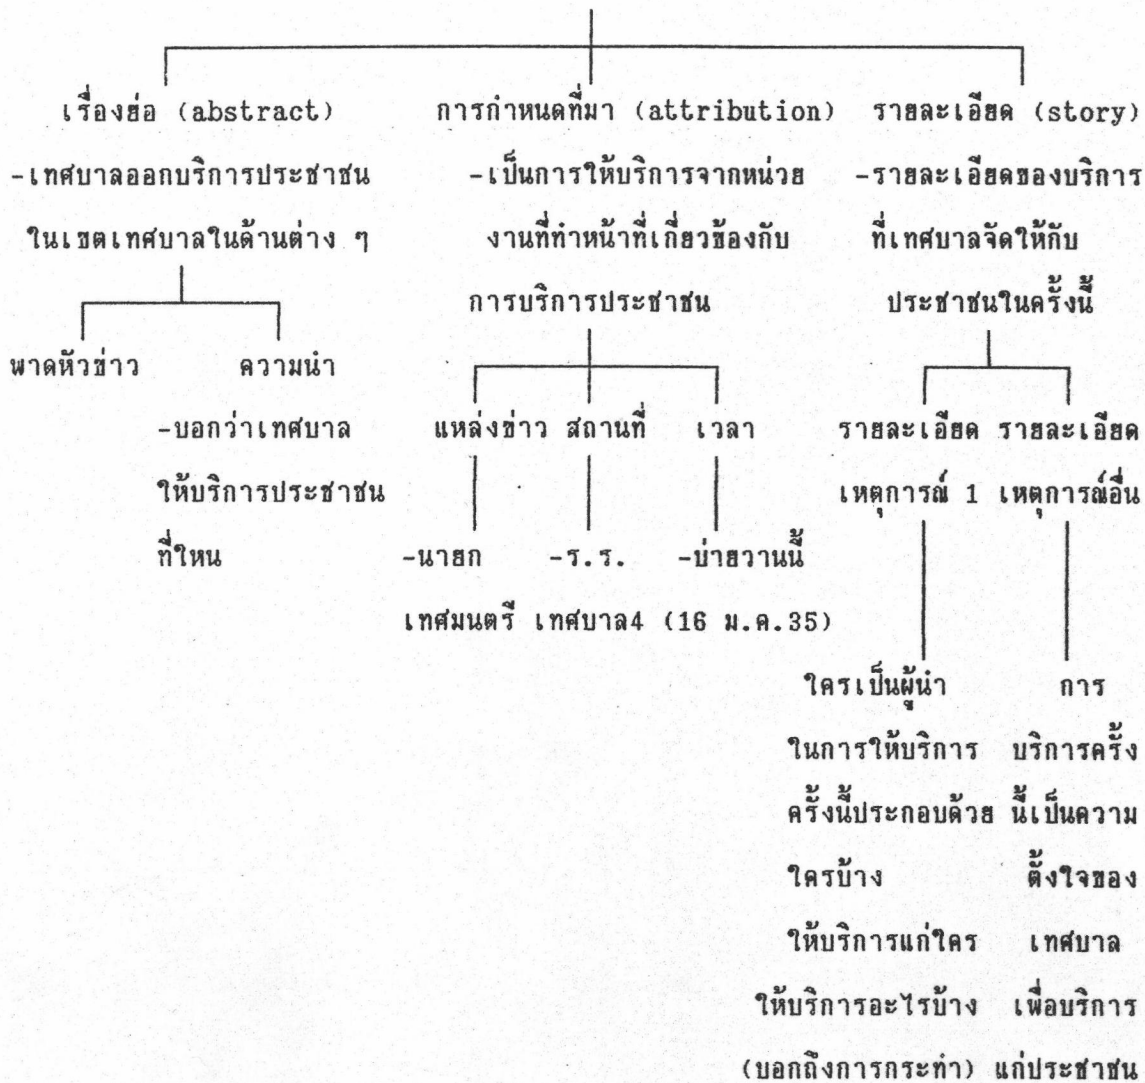 เรื่องย่อ (abstract) การกำหนดที่มา (attribution) รายละเอียด (story)
-เทศบาลออกบริการประชาชน -เป็นการให้บริการจากหน่วย -รายละเอียดของบริการ
ในเขตเทศบาลในด้านต่าง ๆ งานที่ทำหน้าที่เกี่ยวข้องกับ ที่เทศบาลจัดให้กับ
การบริการประชาชน ประชาชนในครั้งนี้
พาดหัวข่าว ความนำ
-บอกว่าเทศบาล แหล่งข่าว สถานที่ เวลา รายละเอียด รายละเอียด
ให้บริการประชาชน เหตุการณ์ 1 เหตุการณ์อื่น
ที่ใหน -นายก -ร.ร. -บ่ายวานนี้
เทศมนตรี เทศบาล4 (16 ม.ค.35)
ใครเป็นผู้นำ การ
ในการให้บริการ บริการครั้ง
ครั้งนี้ประกอบด้วย นี้เป็นความ
ใครบ้าง ตั้งใจของ
ให้บริการแก่ใคร เทศบาล
ให้บริการอะไรบ้าง เพื่อบริการ
(บอกถึงการกระทำ) แก่ประชาชน